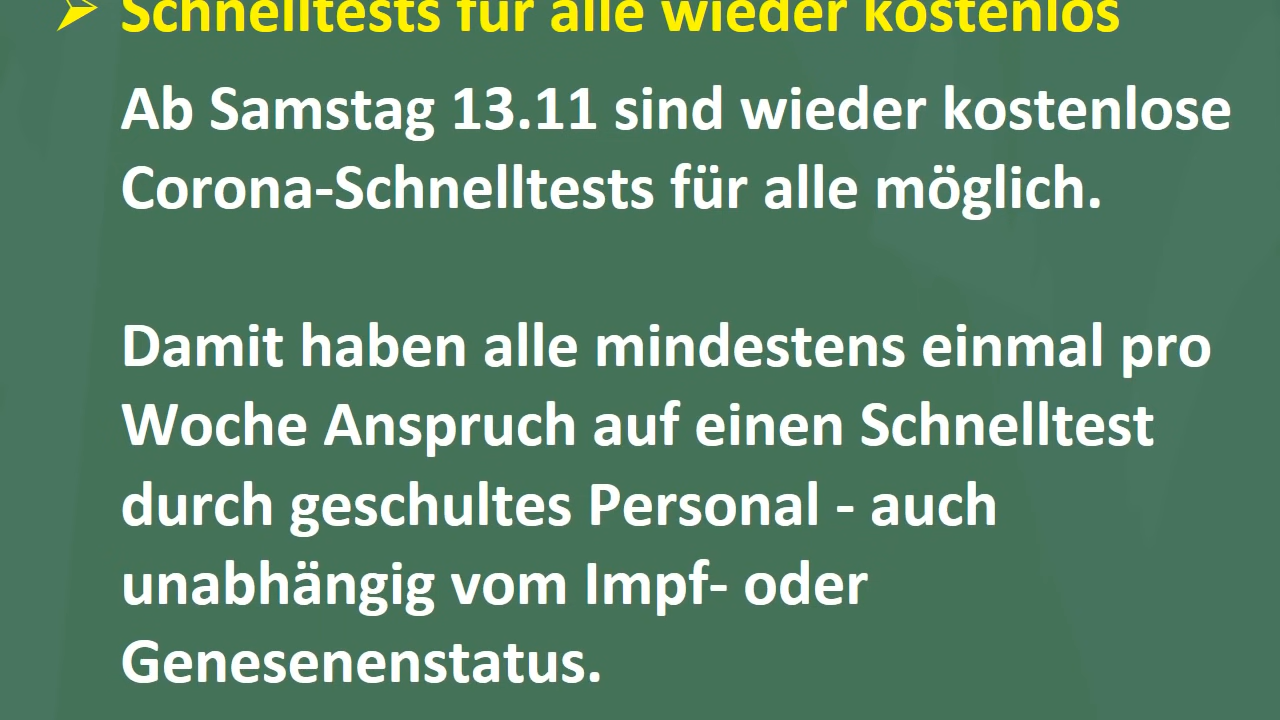 ➢ Schnelltests für alle wieder kostenlos
Ab Samstag 13.11 sind wieder kostenlose
Corona-Schnelltests für alle möglich.
Damit haben alle mindestens einmal pro
Woche Anspruch auf einen Schnelltest
durch geschultes Personal - auch
unabhängig vom Impf- oder
Genesenenstatus.